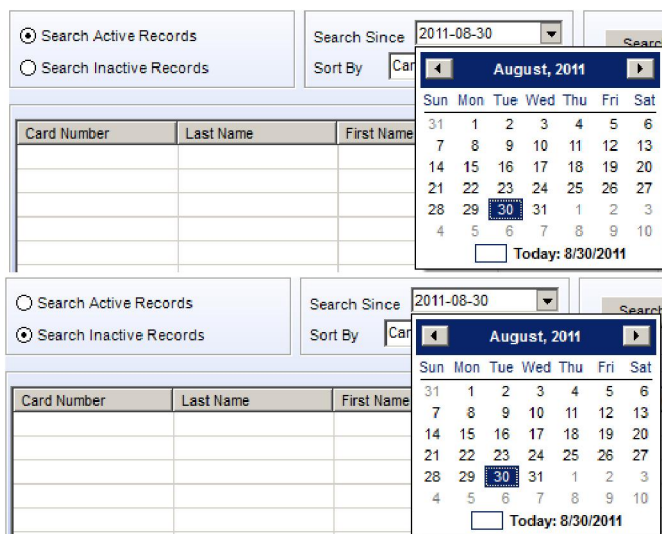 Search Active Records
Search Inactive Records
Search Since 2011-08-30
Sort By Car
Searc
August, 2011
Sun Mon Tue Wed Thu Fri Sat
31 1 2 3 4 5 6
7 8 9 10 11 12 13
14 15 16 17 18 19 20
21 22 23 24 25 26 27
28 29 30 31 1 2 3
4 5 6 7 8 9 10
Today: 8/30/2011
Card Number Last Name First Name
Search Active Records
Search Inactive Records
Search Since 2011-08-30
Sort By Car
Search
August, 2011
Sun Mon Tue Wed Thu Fri Sat
31 1 2 3 4 5 6
7 8 9 10 11 12 13
14 15 16 17 18 19 20
21 22 23 24 25 26 27
28 29 30 31 1 2 3
4 5 6 7 8 9 10
Today: 8/30/2011
Card Number Last Name First Name